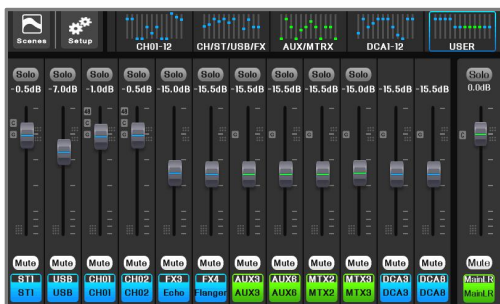 Scenes Setup CH01-12 CH/ST/USB/FX AUX/MTRX DCA1-12 USER
Solo Solo Solo Solo Solo Solo Solo Solo Solo Solo Solo Solo Solo
-0.5dB -7.0dB -1.0dB -0.5dB -15.0dB -15.5dB -15.5dB -15.5dB -15.0dB -15.0dB -15.5dB -15.5dB 0.0dB
Mute Mute Mute Mute Mute Mute Mute Mute Mute Mute Mute Mute Mute
ST1 USB CH01 CH02 FX3 FX4 AUX3 AUX6 MTX2 MTX3 DCA3 DCA8 MainLR
ST1 USB CH01 CH02 Echo Flanger AUX3 AUX6 MTX2 MTX3 DCA3 DCA8 MainLR